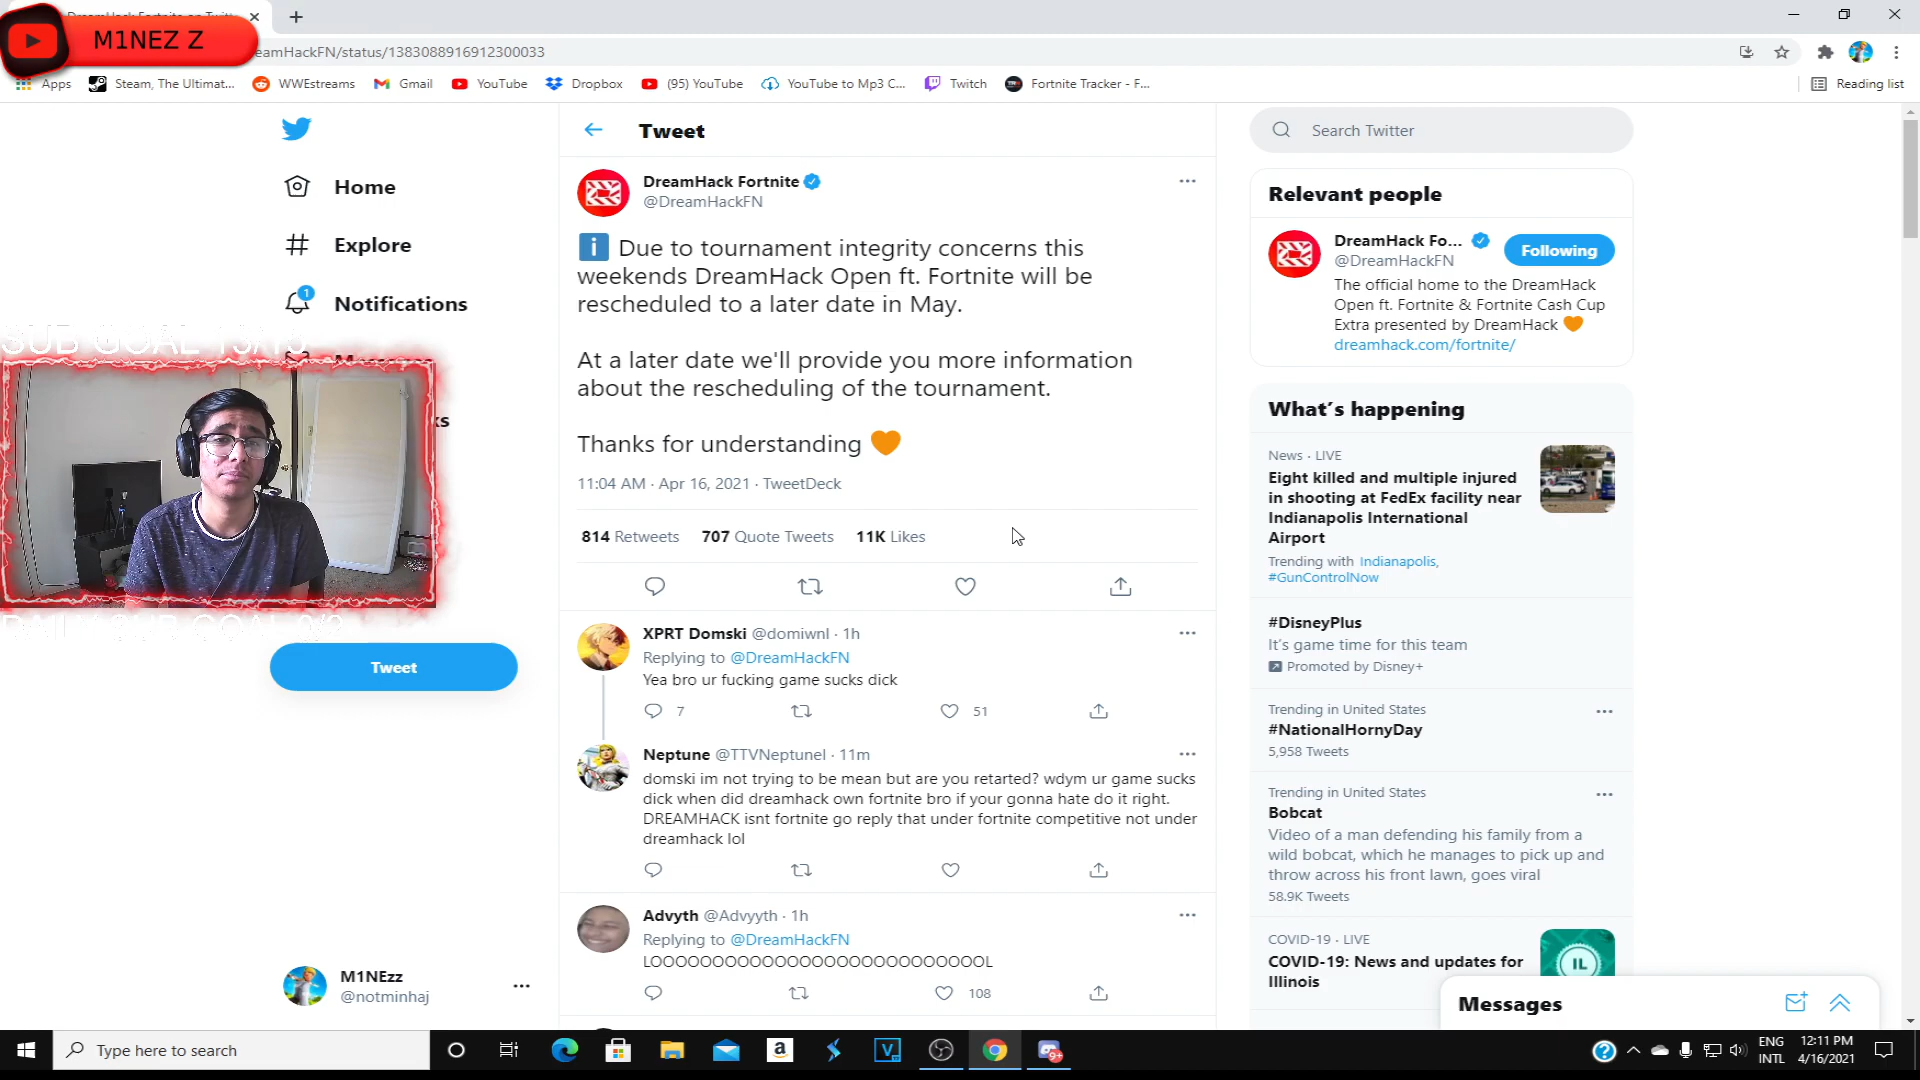 DreamHack Fortnite on Twitt
M1NEZ Z
eamHackFN/status/1383088916912300033
Apps
Steam, The Ultimat...
WWEstreams
Gmail
YouTube
Dropbox
(95) YouTube
YouTube to Mp3 C...
Twitch
Fortnite Tracker - F...
Reading list
Home
Explore
1
Notifications
SUB GOAL 15/15
ks
Tweet
M1NEzz
@notminhaj
Tweet
DreamHack Fortnite
@DreamHackFN
i Due to tournament integrity concerns this
weekends DreamHack Open ft. Fortnite will be
rescheduled to a later date in May.
At a later date we'll provide you more information
about the rescheduling of the tournament.
Thanks for understanding 🧡
11:04 AM · Apr 16, 2021 · TweetDeck
814 Retweets 707 Quote Tweets 11K Likes
XPRT Domski @domiwnl · 1h
Replying to @DreamHackFN
Yea bro ur fucking game sucks dick
7 51
Neptune @TTVNeptunel · 11m
domski im not trying to be mean but are you retarted? wdym ur game sucks
dick when did dreamhack own fortnite bro if your gonna hate do it right.
DREAMHACK isnt fortnite go reply that under fortnite competitive not under
dreamhack lol
Advyth @Advyyth · 1h
Replying to @DreamHackFN
LOOOOOOOOOOOOOOOOOOOOOOOOOOL
108
Search Twitter
Relevant people
DreamHack Fo...
@DreamHackFN
Following
The official home to the DreamHack
Open ft. Fortnite & Fortnite Cash Cup
Extra presented by DreamHack 🧡
dreamhack.com/fortnite/
What's happening
News · LIVE
Eight killed and multiple injured
in shooting at FedEx facility near
Indianapolis International
Airport
Trending with Indianapolis,
#GunControlNow
#DisneyPlus
It's game time for this team
Promoted by Disney+
Trending in United States
#NationalHornyDay
5,958 Tweets
Trending in United States
Bobcat
Video of a man defending his family from a
wild bobcat, which he manages to pick up and
throw across his front lawn, goes viral
58.9K Tweets
COVID-19 · LIVE
COVID-19: News and updates for
Illinois
IL
Messages
Type here to search
9+
ENG
INTL
12:11 PM
4/16/2021